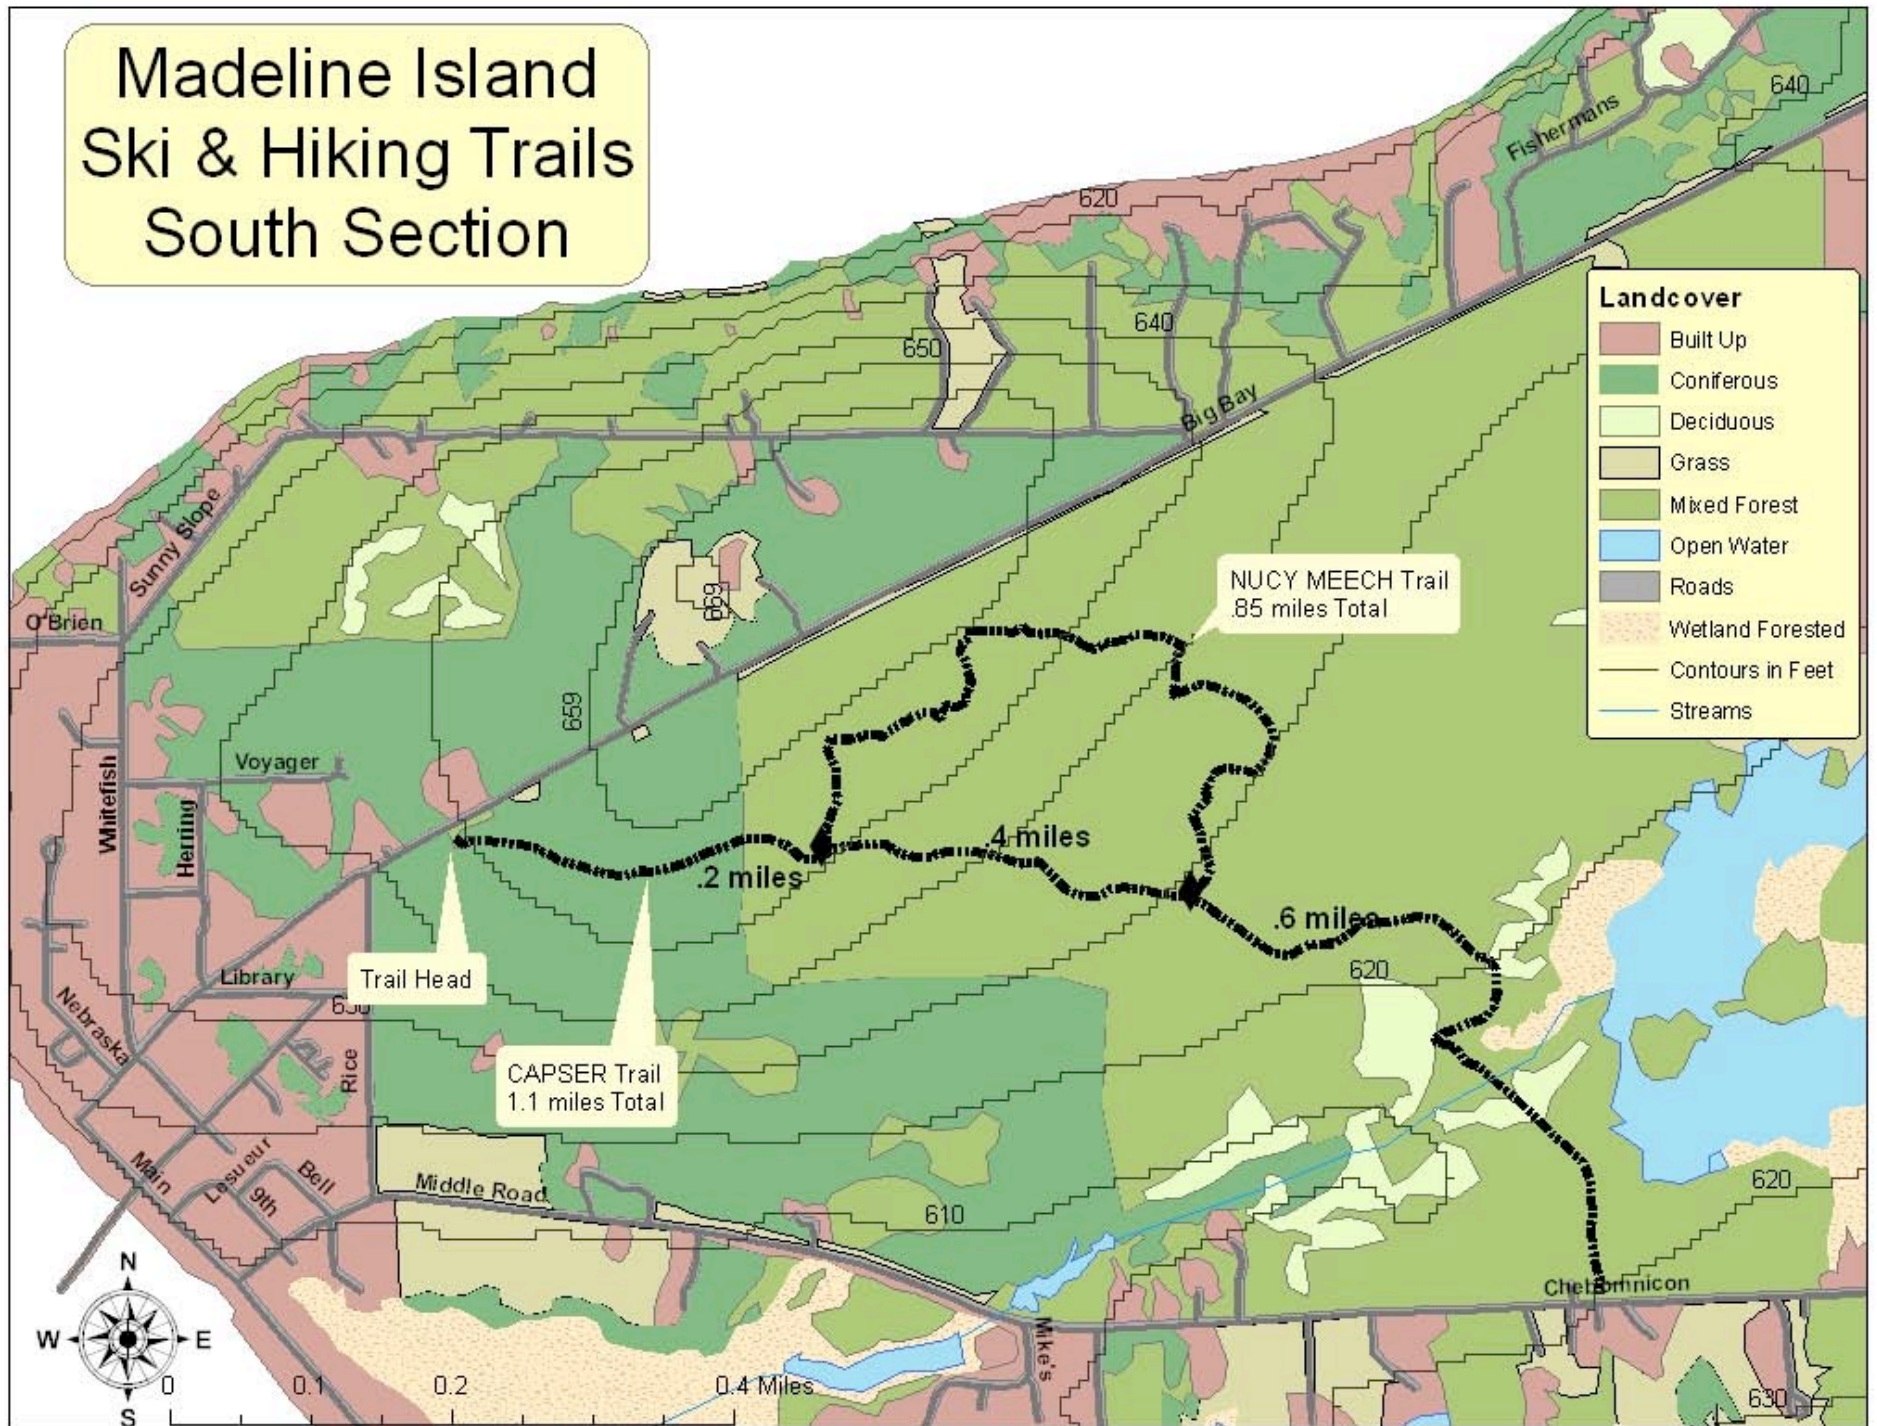 Madeline Island
Ski & Hiking Trails
South Section
640
Fishermans
620
Landcover
Built Up
Coniferous
Deciduous
Grass
Mixed Forest
Open Water
Roads
Wetland Forested
Contours in Feet
Streams
640
650
Big Bay
Sunny Slope
O'Brien
669
659
NUCY MEECH Trail
.85 miles Total
Voyager
Whitefish
Herring
.4 miles
.2 miles
.6 miles
620
Trail Head
Library
630
Nebraska
Rice
CAPSER Trail
1.1 miles Total
Main
Lesueur
Bell
9th
Middle Road
610
620
Chebomnicon
Mike's
N
W
E
S
0
0.1
0.2
0.4 Miles
630